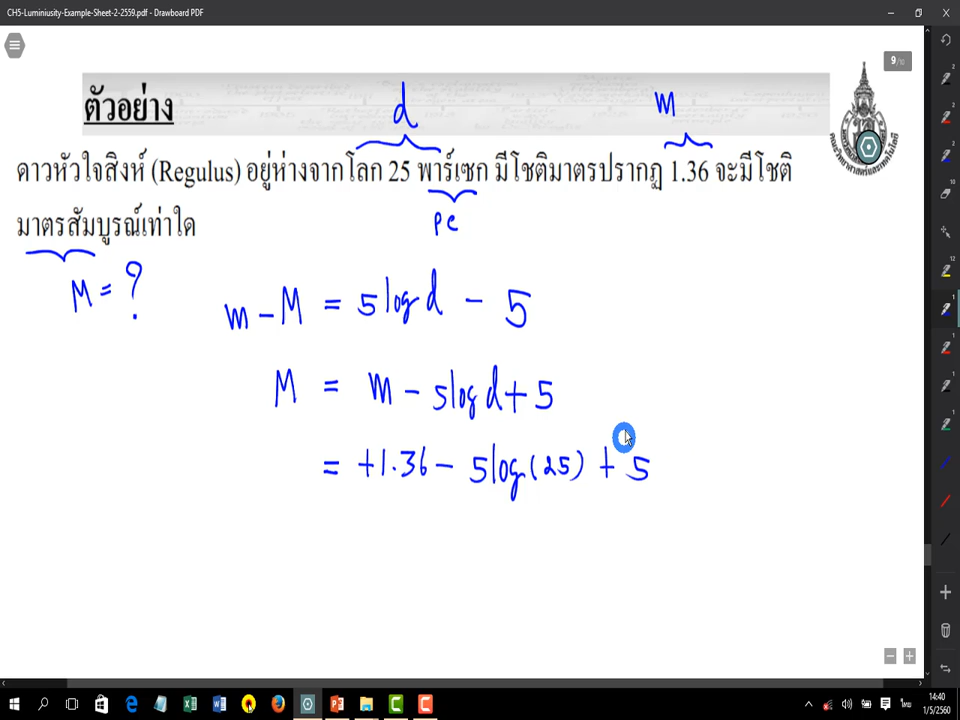 CH5-Luminiusity-Example-Sheet-2-2559.pdf - Drawboard PDF
9/10
ตัวอย่าง
d
m
ดาวหัวใจสิงห์ (Regulus) อยู่ห่างจากโลก 25 พาร์เซก มีโชติมาตรปรากฏ 1.36 จะมีโชติ
มาตรสัมบูรณ์เท่าใด
pc
M = ?
m - M = 5 log d - 5
M = m - 5 log d + 5
= +1.36 - 5 log (25) + 5
14:40
1/5/2560